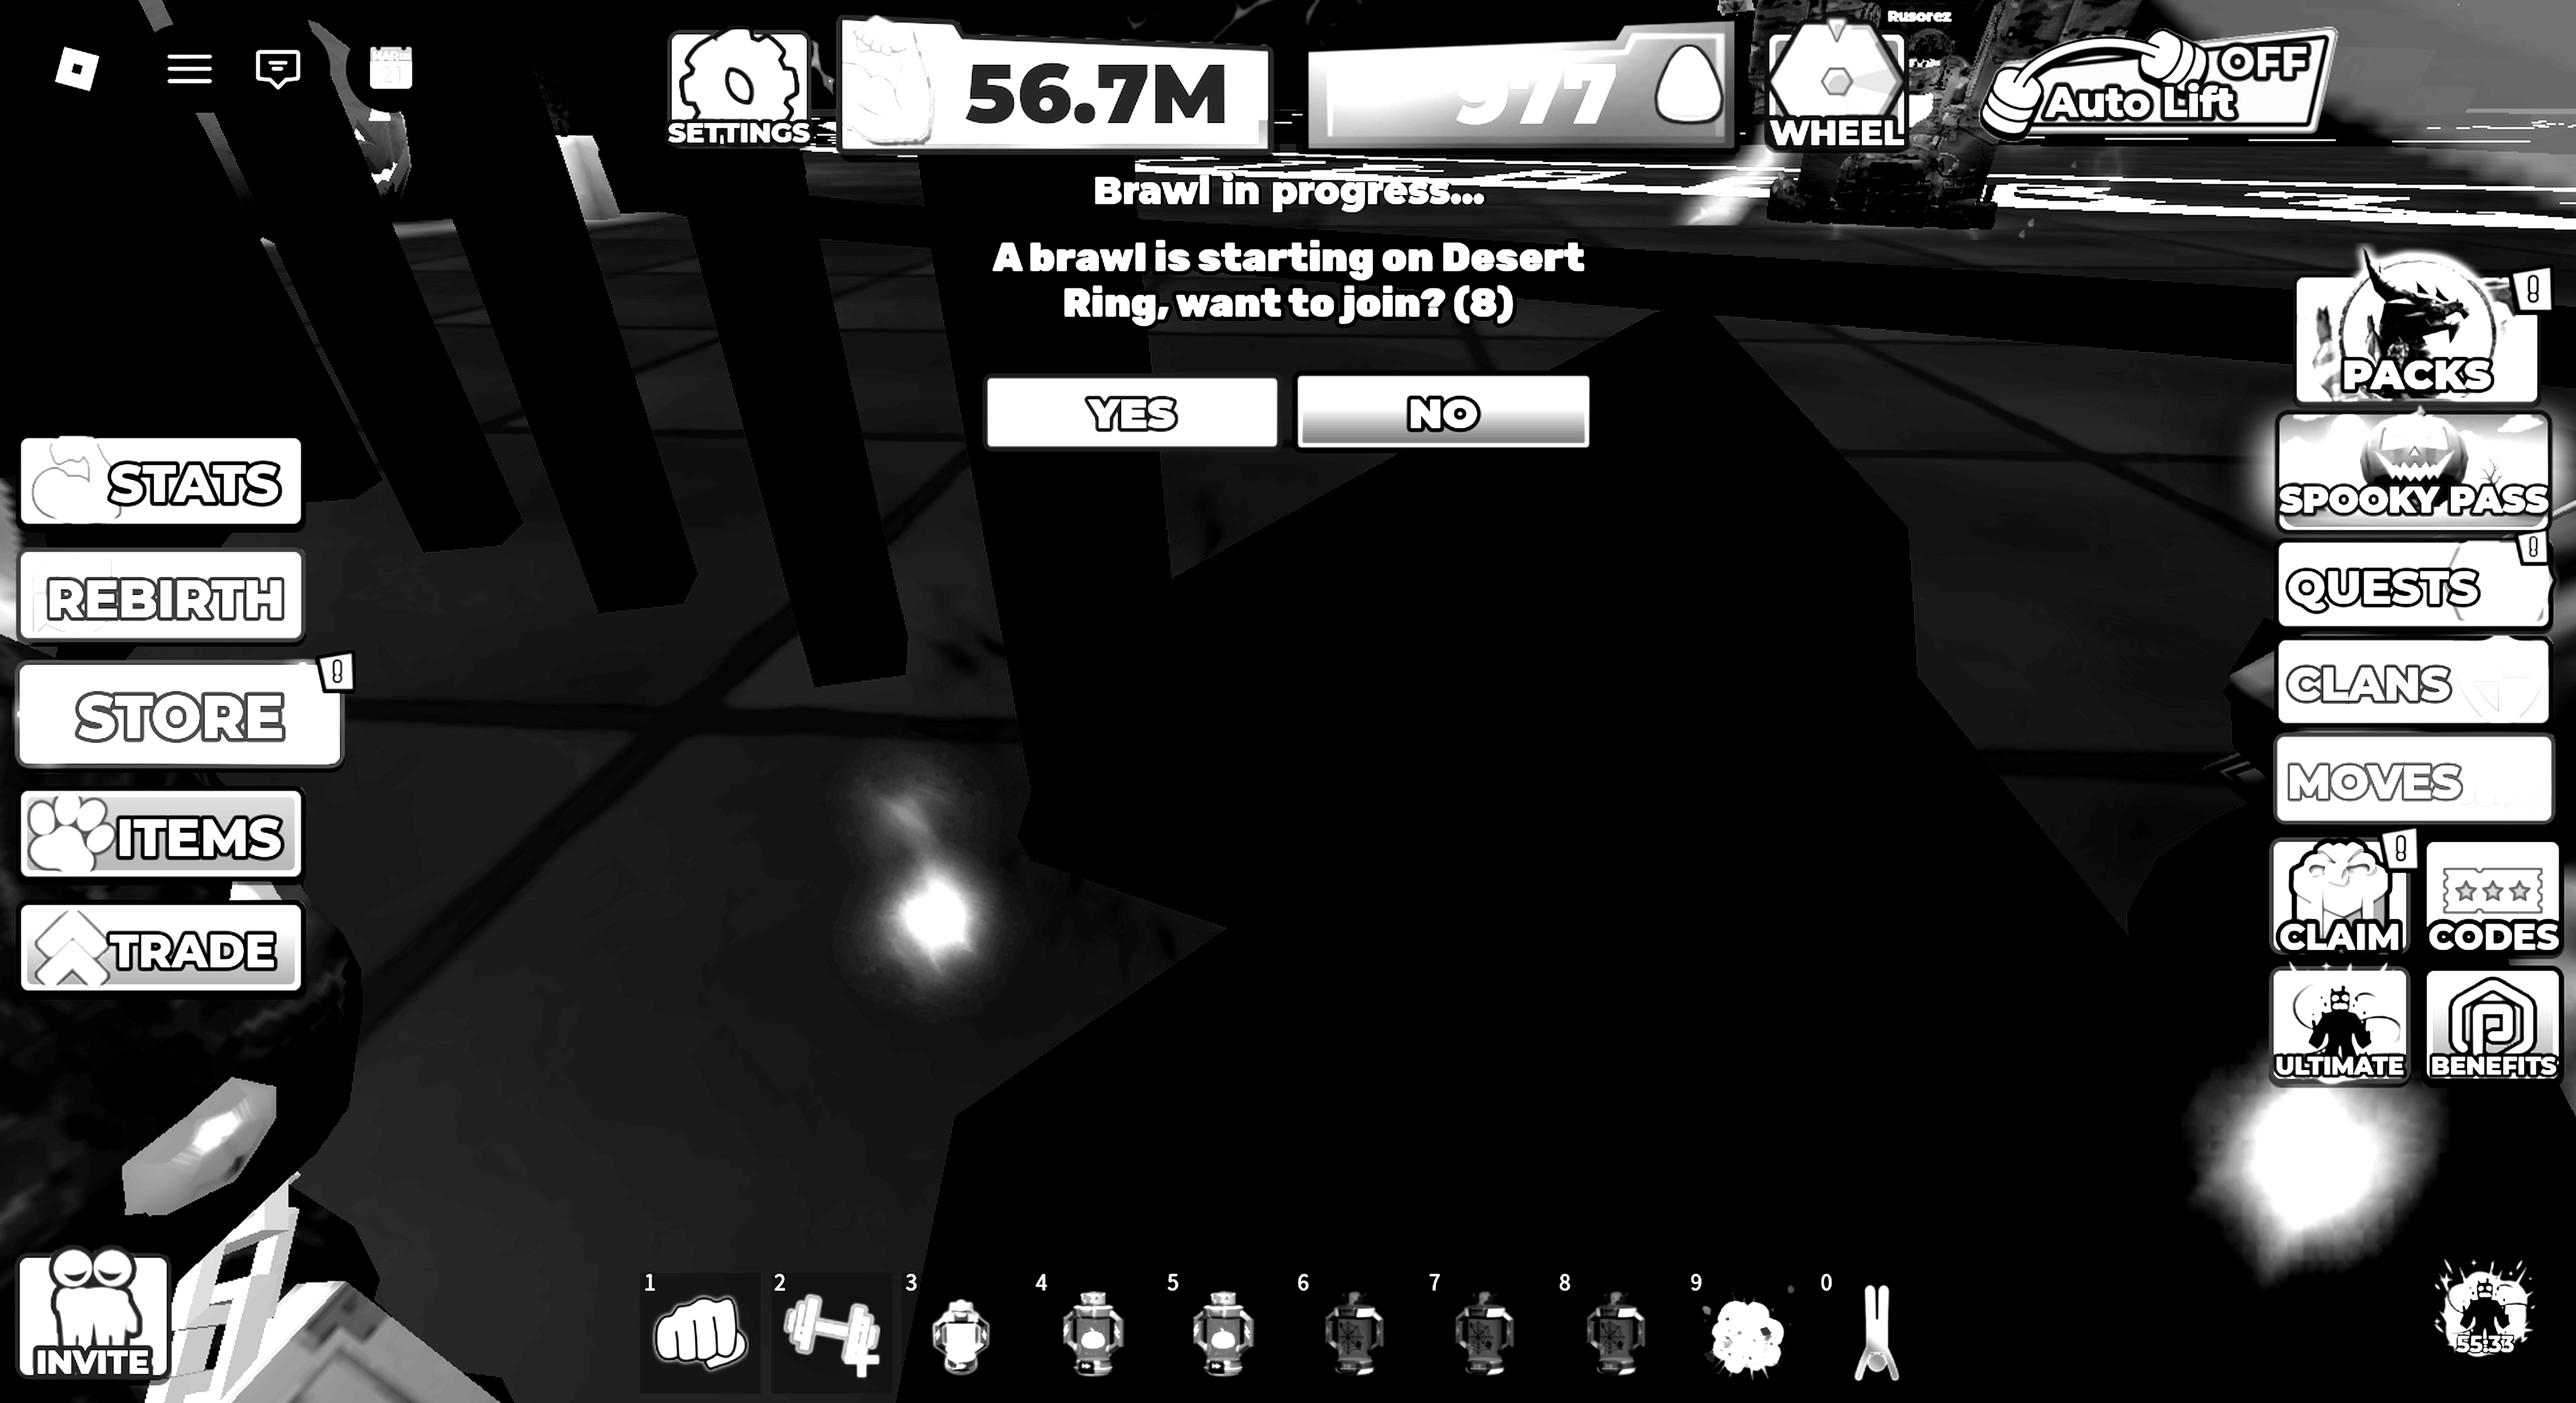 Rusorez
MARCH
21
SETTINGS
56.7M
977
WHEEL
OFF
Auto Lift
Brawl in progress...
A brawl is starting on Desert
Ring, want to join? (8)
YES
NO
PACKS
SPOOKY PASS
STATS
REBIRTH
STORE
ITEMS
TRADE
QUESTS
CLANS
MOVES
CLAIM
CODES
ULTIMATE
BENEFITS
INVITE
1
2
3
4
5
6
7
8
9
0
55:33